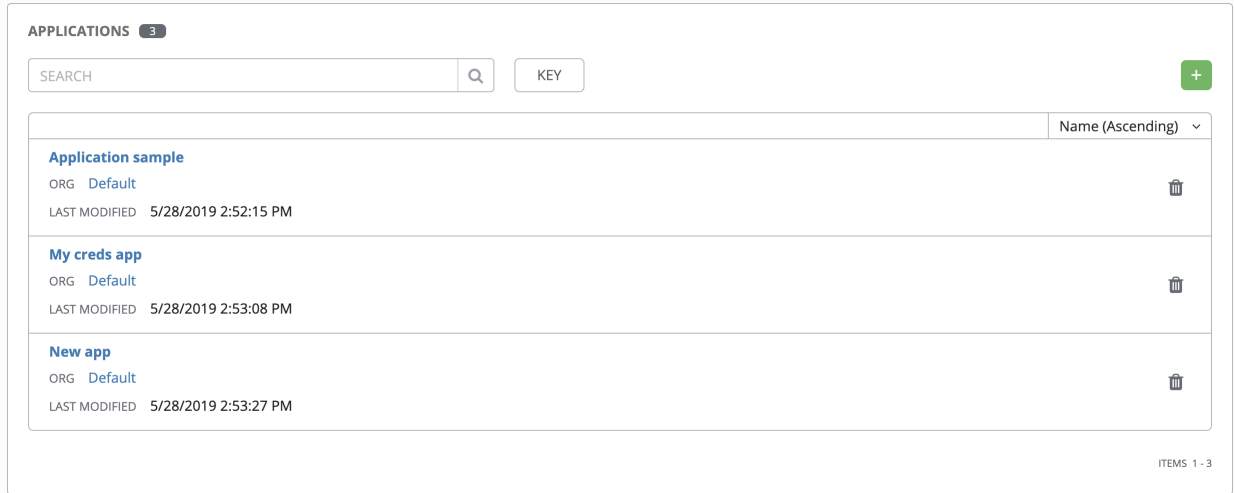 APPLICATIONS 3
SEARCH KEY +
Name (Ascending)
Application sample
ORG Default
LAST MODIFIED 5/28/2019 2:52:15 PM
My creds app
ORG Default
LAST MODIFIED 5/28/2019 2:53:08 PM
New app
ORG Default
LAST MODIFIED 5/28/2019 2:53:27 PM
ITEMS 1 - 3